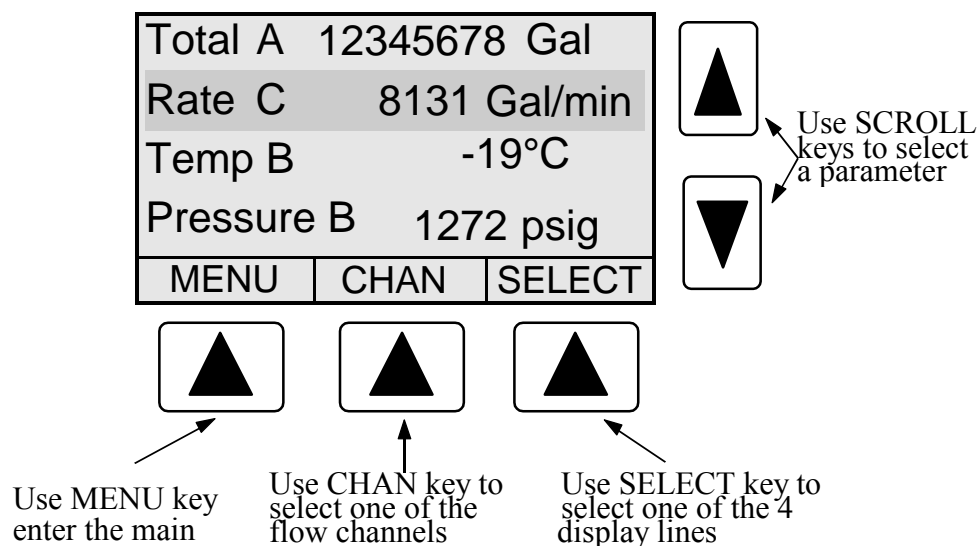 Total A 12345678 Gal
Rate C 8131 Gal/min
Temp B -19°C
Pressure B 1272 psig
MENU CHAN SELECT
Use SCROLL
keys to select
a parameter
Use MENU key
enter the main
Use CHAN key to
select one of the
flow channels
Use SELECT key to
select one of the 4
display lines